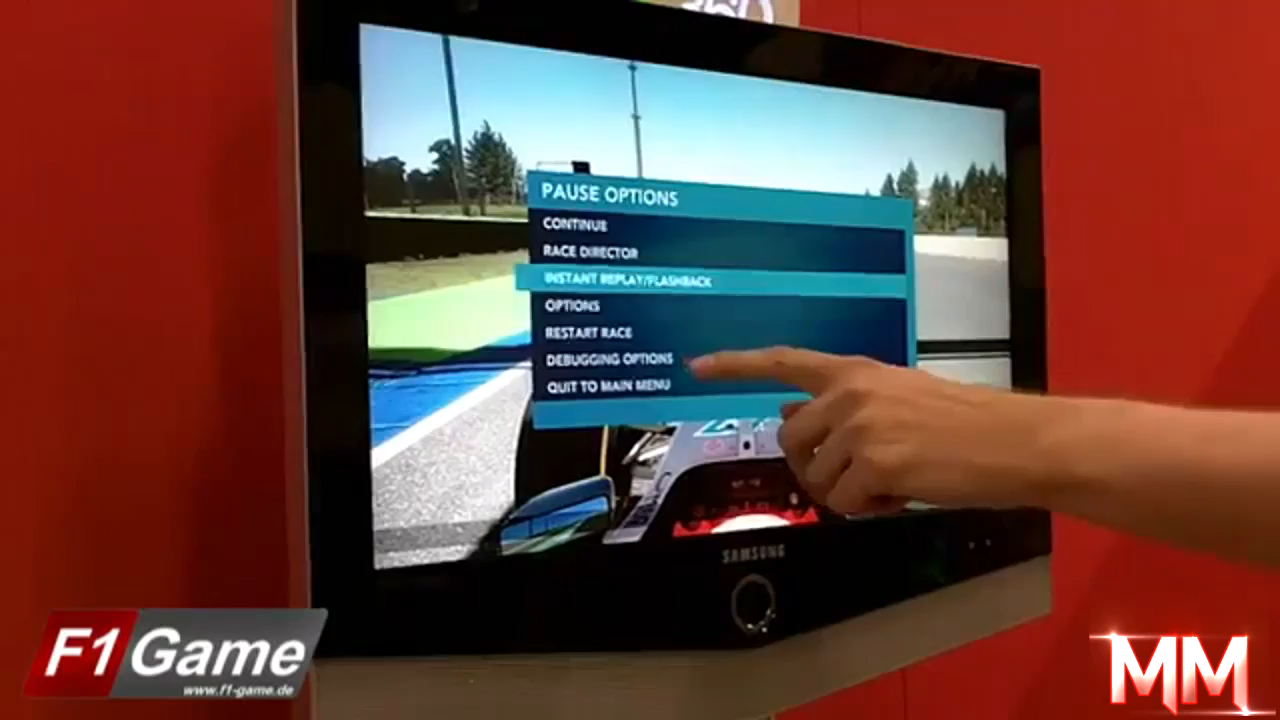 360
PAUSE OPTIONS
CONTINUE
RACE DIRECTOR
INSTANT REPLAY/FLASHBACK
OPTIONS
RESTART RACE
DEBUGGING OPTIONS
QUIT TO MAIN MENU
SAMSUNG
F1Game
www.f1-game.de
MM